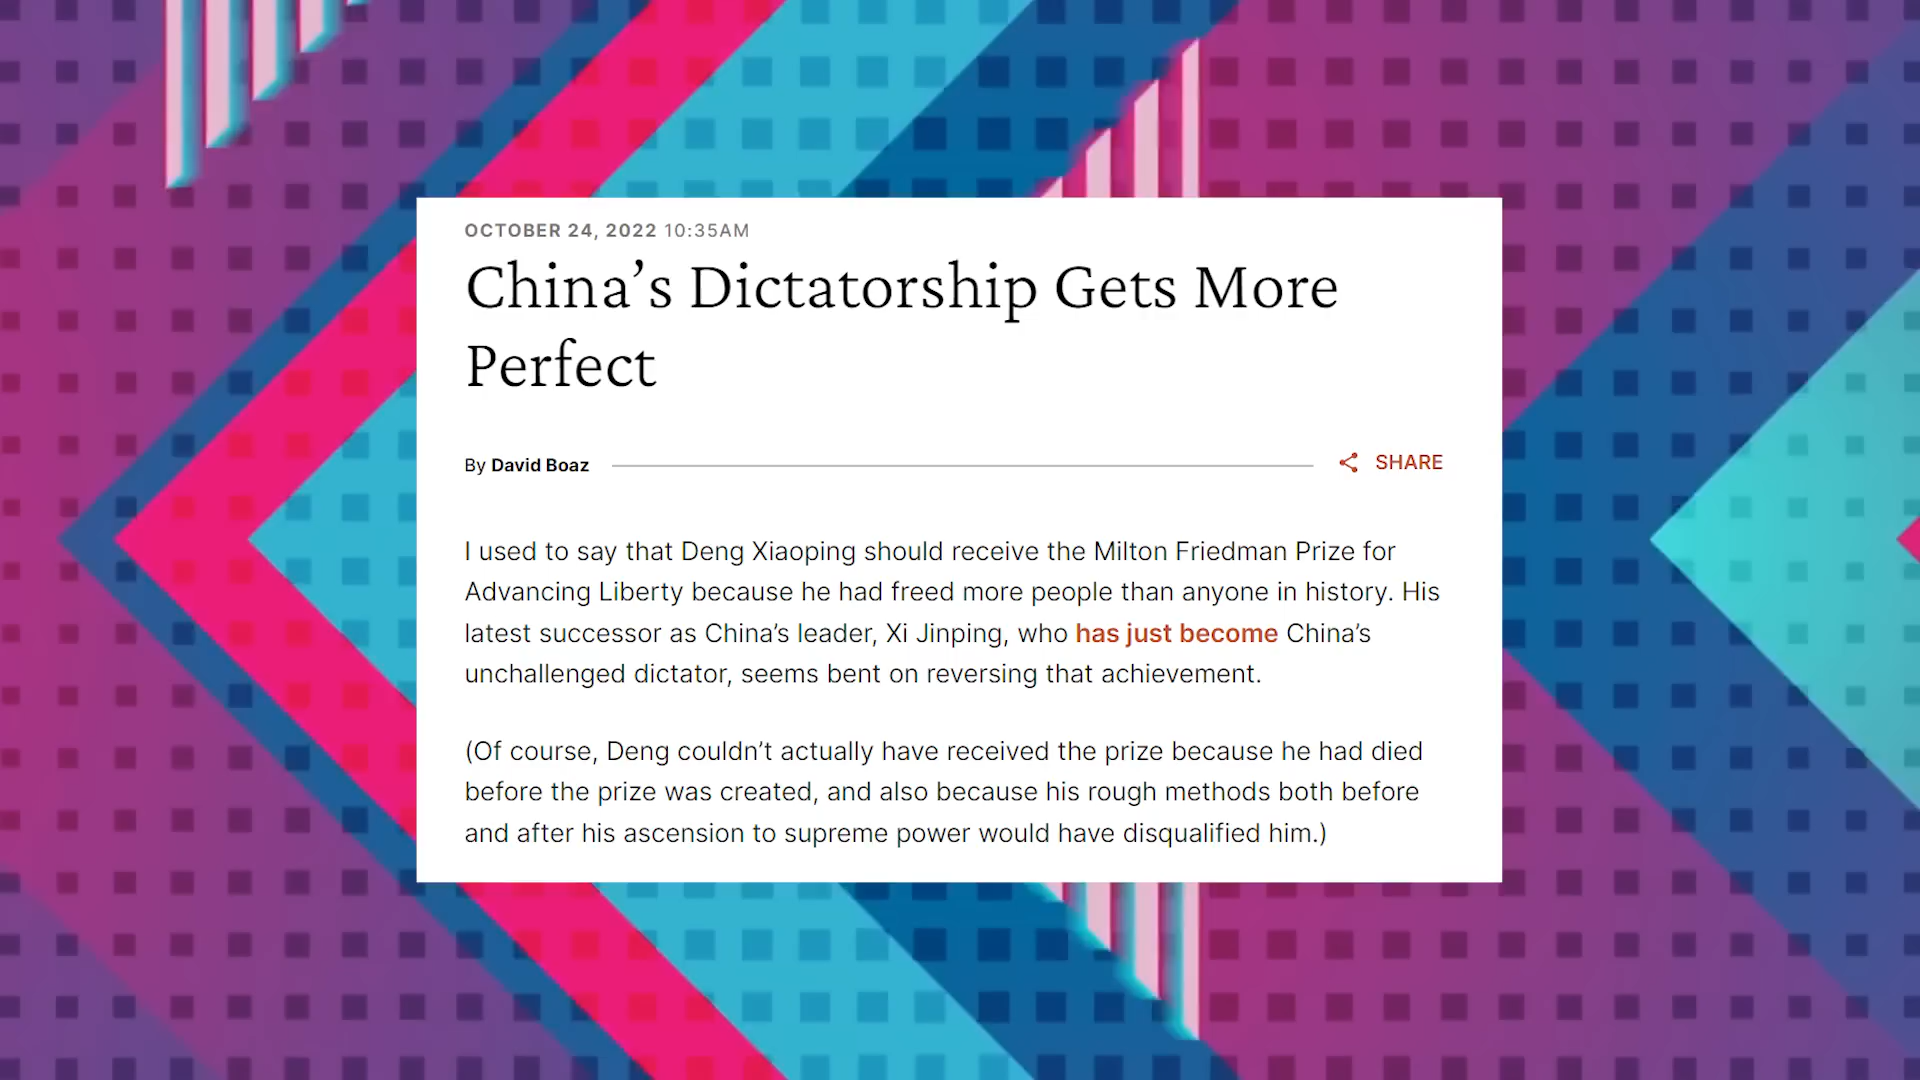 OCTOBER 24, 2022 10:35AM
China’s Dictatorship Gets More
Perfect
By David Boaz
SHARE
I used to say that Deng Xiaoping should receive the Milton Friedman Prize for
Advancing Liberty because he had freed more people than anyone in history. His
latest successor as China’s leader, Xi Jinping, who has just become China’s
unchallenged dictator, seems bent on reversing that achievement.
(Of course, Deng couldn’t actually have received the prize because he had died
before the prize was created, and also because his rough methods both before
and after his ascension to supreme power would have disqualified him.)